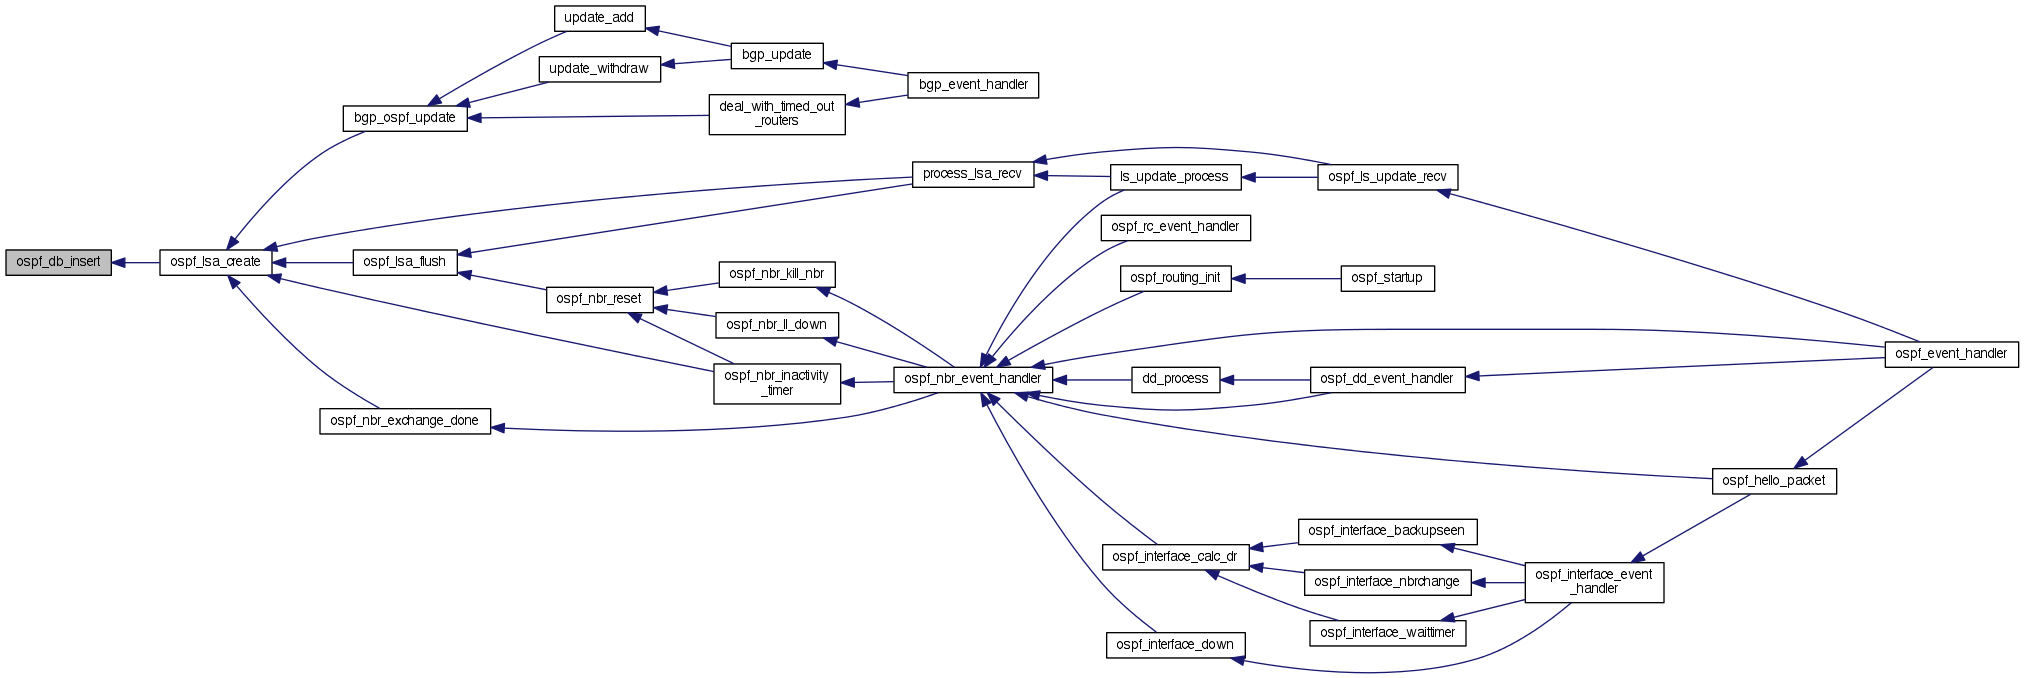 update_add
bgp_update
update_withdraw
bgp_event_handler
deal_with_timed_out
_routers
bgp_ospf_update
process_lsa_recv
ls_update_process
ospf_ls_update_recv
ospf_rc_event_handler
ospf_db_insert
ospf_lsa_create
ospf_lsa_flush
ospf_nbr_kill_nbr
ospf_routing_init
ospf_startup
ospf_nbr_reset
ospf_nbr_ll_down
ospf_event_handler
ospf_nbr_inactivity
_timer
ospf_nbr_event_handler
dd_process
ospf_dd_event_handler
ospf_nbr_exchange_done
ospf_hello_packet
ospf_interface_backupseen
ospf_interface_calc_dr
ospf_interface_nbrchange
ospf_interface_event
_handler
ospf_interface_waittimer
ospf_interface_down